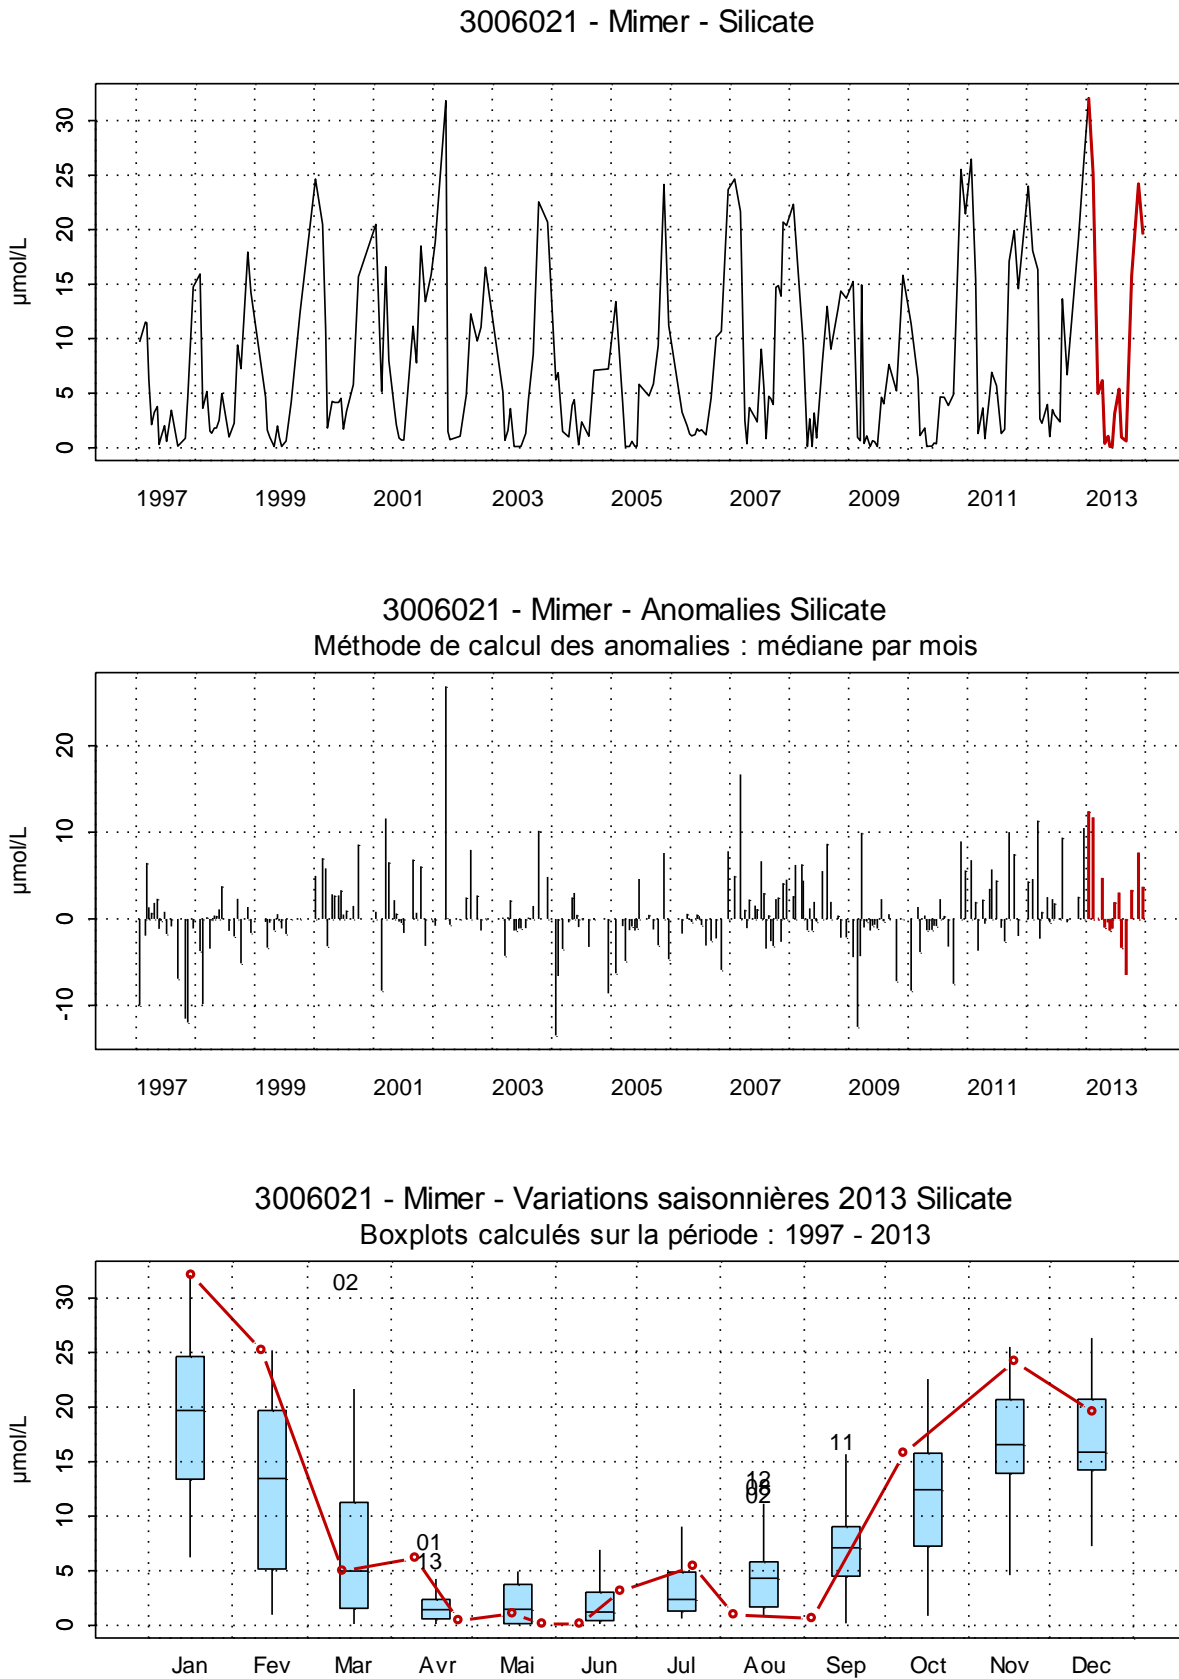 3006021 - Mimer - Silicate
30
25
20
15
10
5
0
µmol/L
1997 1999 2001 2003 2005 2007 2009 2011 2013
3006021 - Mimer - Anomalies Silicate
Méthode de calcul des anomalies : médiane par mois
20
10
0
-10
µmol/L
1997 1999 2001 2003 2005 2007 2009 2011 2013
3006021 - Mimer - Variations saisonnières 2013 Silicate
Boxplots calculés sur la période : 1997 - 2013
30
25
20
15
10
5
0
µmol/L
02
01
13
12
08
02
11
Jan Fev Mar Avr Mai Jun Jul Aou Sep Oct Nov Dec